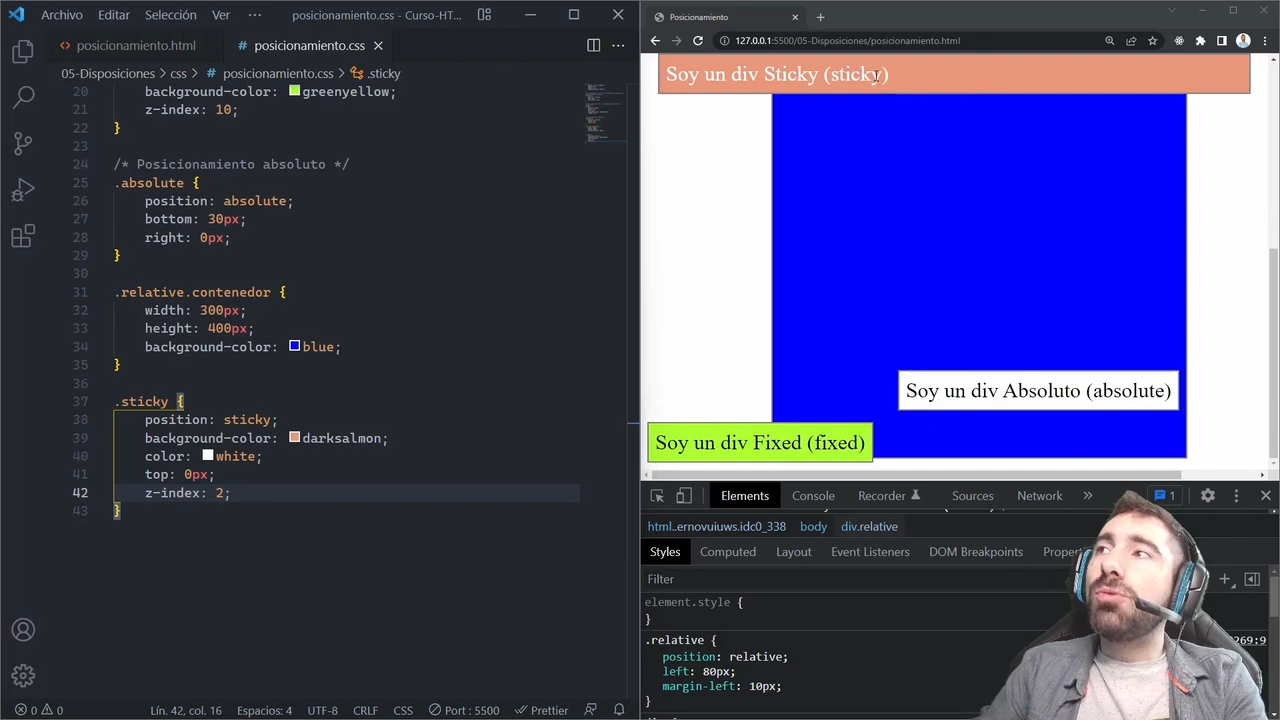 Archivo Editar Selección Ver ··· posicionamiento.css - Curso-HT...
posicionamiento.html
# posicionamiento.css
05-Disposiciones > css > # posicionamiento.css > .sticky
20 background-color: greenyellow;
21 z-index: 10;
22 }
23
24 /* Posicionamiento absoluto */
25 .absolute {
26 position: absolute;
27 bottom: 30px;
28 right: 0px;
29 }
30
31 .relative.contenedor {
32 width: 300px;
33 height: 400px;
34 background-color: blue;
35 }
36
37 .sticky {
38 position: sticky;
39 background-color: darksalmon;
40 color: white;
41 top: 0px;
42 z-index: 2;
43 }
0 0 Lín. 42, col. 16 Espacios: 4 UTF-8 CRLF CSS Port : 5500 Prettier
Posicionamiento
127.0.0.1:5500/05-Disposiciones/posicionamiento.html
Soy un div Sticky (sticky)
Soy un div Absoluto (absolute)
Soy un div Fixed (fixed)
Elements Console Recorder Sources Network » 1
html..ernovuiuws.idc0_338 body div.relative
Styles Computed Layout Event Listeners DOM Breakpoints Proper
Filter
element.style {
}
.relative { 269:9
position: relative;
left: 80px;
margin-left: 10px;
}